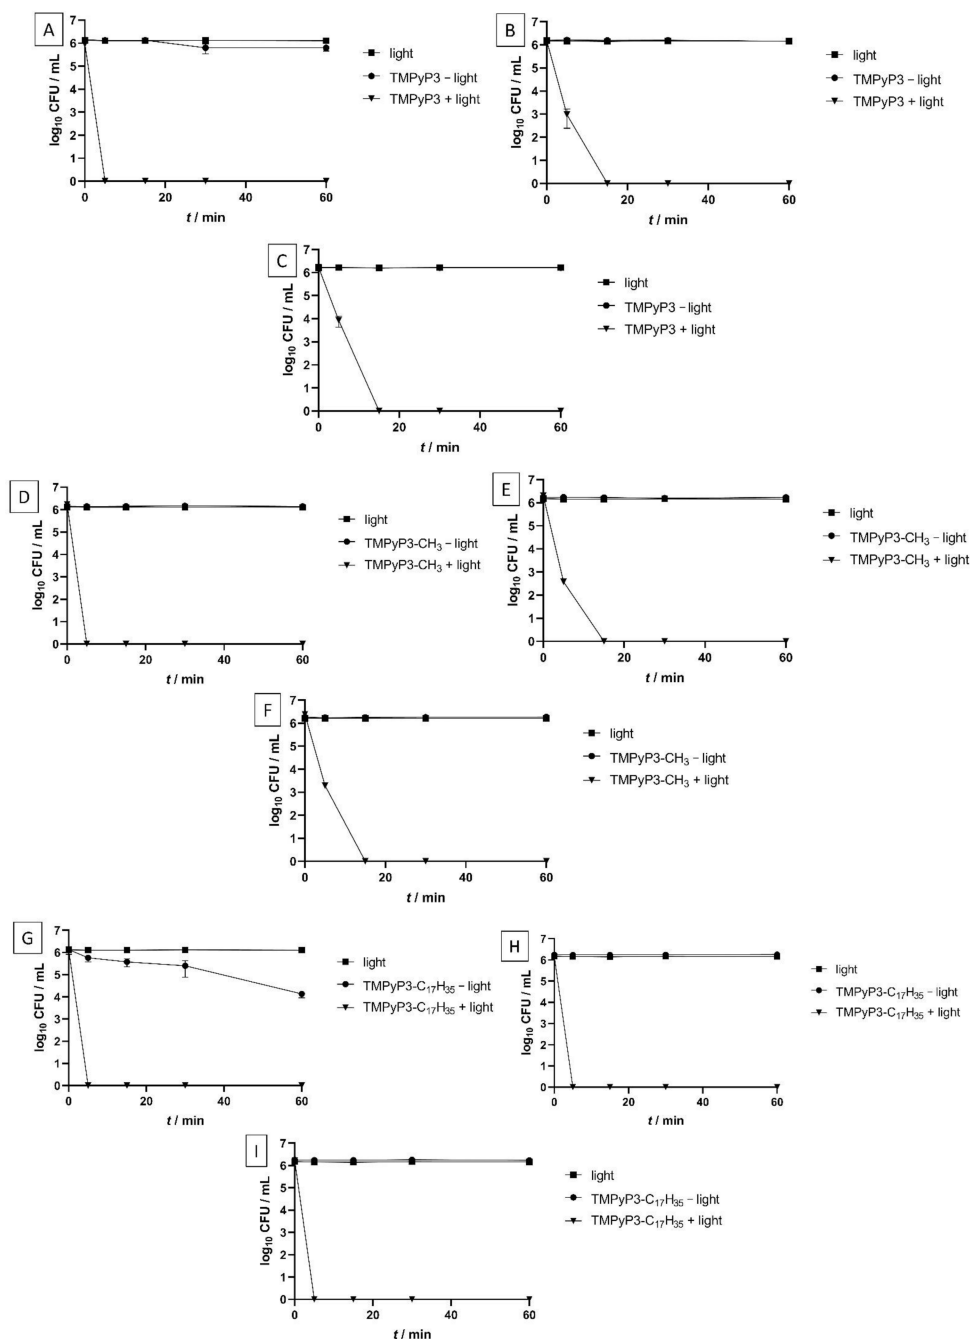 A
7
6
5
4
3
2
1
0
log10 CFU / mL
0 20 40 60
t / min
light
TMPyP3 – light
TMPyP3 + light
B
7
6
5
4
3
2
1
0
log10 CFU / mL
0 20 40 60
t / min
light
TMPyP3 – light
TMPyP3 + light
C
7
6
5
4
3
2
1
0
log10 CFU / mL
0 20 40 60
t / min
light
TMPyP3 – light
TMPyP3 + light
D
7
6
5
4
3
2
1
0
log10 CFU / mL
0 20 40 60
t / min
light
TMPyP3-CH3 – light
TMPyP3-CH3 + light
E
7
6
5
4
3
2
1
0
log10 CFU / mL
0 20 40 60
t / min
light
TMPyP3-CH3 – light
TMPyP3-CH3 + light
F
7
6
5
4
3
2
1
0
log10 CFU / mL
0 20 40 60
t / min
light
TMPyP3-CH3 – light
TMPyP3-CH3 + light
G
7
6
5
4
3
2
1
0
log10 CFU / mL
0 20 40 60
t / min
light
TMPyP3-C17H35 – light
TMPyP3-C17H35 + light
H
7
6
5
4
3
2
1
0
log10 CFU / mL
0 20 40 60
t / min
light
TMPyP3-C17H35 – light
TMPyP3-C17H35 + light
I
7
6
5
4
3
2
1
0
log10 CFU / mL
0 20 40 60
t / min
light
TMPyP3-C17H35 – light
TMPyP3-C17H35 + light